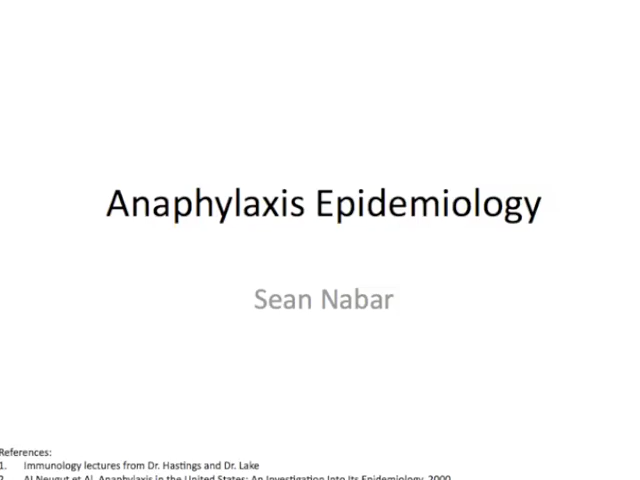 Anaphylaxis Epidemiology
Sean Nabar
References:
1. Immunology lectures from Dr. Hastings and Dr. Lake
2. AI Neugut et Al. Anaphylaxis in the United States: An Investigation Into Its Epidemiology. 2000